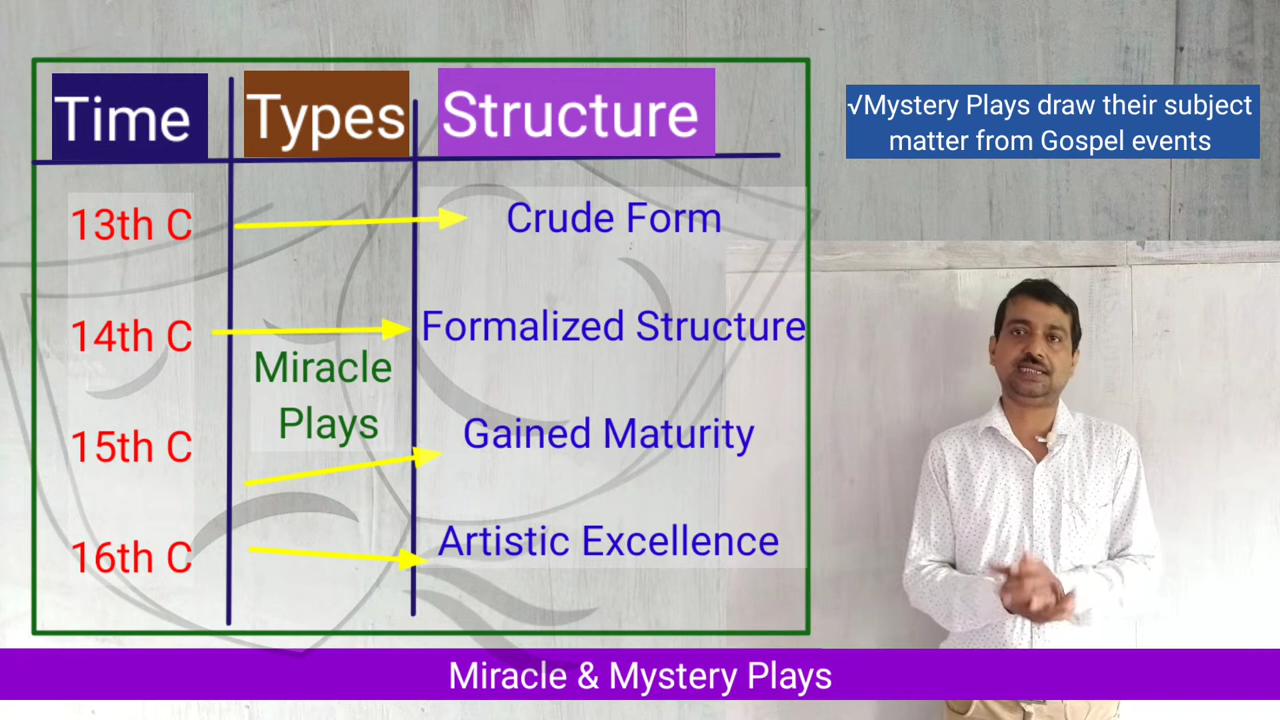 Time Types Structure
√Mystery Plays draw their subject
matter from Gospel events
13th C Crude Form
14th C Formalized Structure
Miracle
Plays
15th C Gained Maturity
16th C Artistic Excellence
Miracle & Mystery Plays